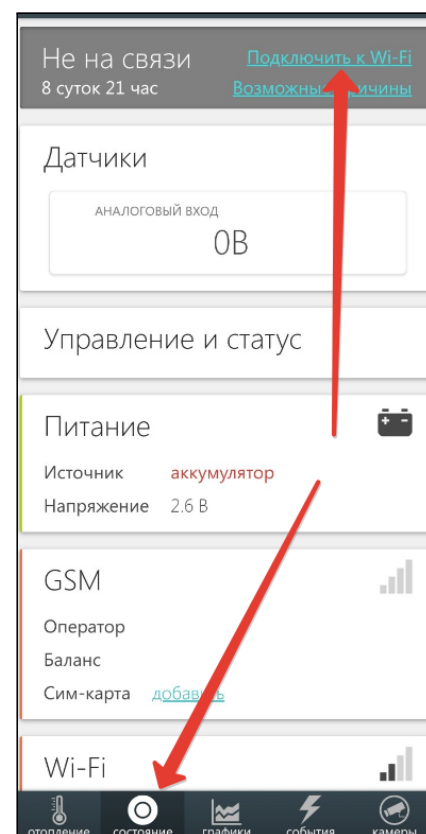 Не на связи Подключить к Wi-Fi
8 суток 21 час
Датчики
АНАЛОГОВЫЙ ВХОД
0В
Управление и статус
Питание
Источник аккумулятор
Напряжение 2.6 В
GSM
Оператор
Баланс
Сим-карта добавить
Wi-Fi
отопление состояние графики события камеры